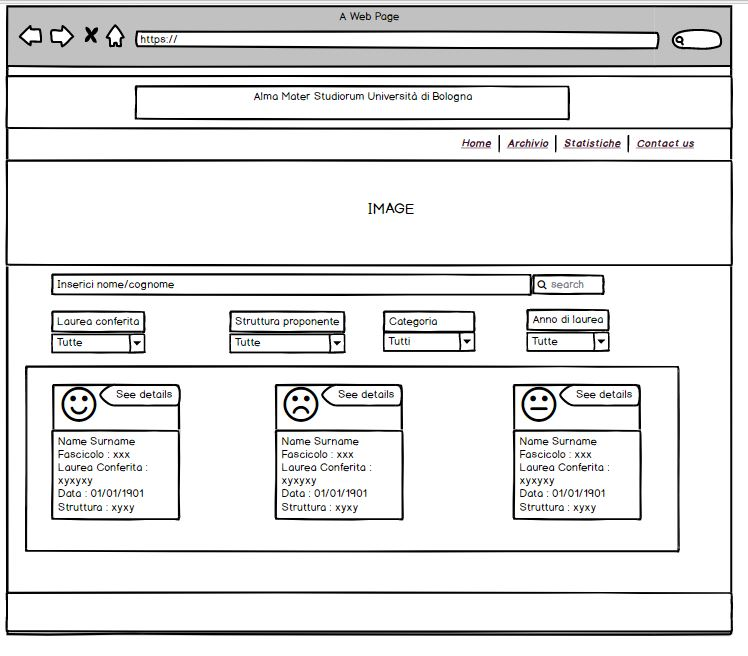 A Web Page
https://
Alma Mater Studiorum Università di Bologna
Home Archivio Statistiche Contact us
IMAGE
Inserici nome/cognome search
Laurea conferita Struttura proponente Categoria Anno di laurea
Tutte Tutte Tutti Tutte
See details See details See details
Name Surname Name Surname Name Surname
Fascicolo : xxx Fascicolo : xxx Fascicolo : xxx
Laurea Conferita : Laurea Conferita : Laurea Conferita :
xyxyxy xyxyxy xyxyxy
Data : 01/01/1901 Data : 01/01/1901 Data : 01/01/1901
Struttura : xyxy Struttura : xyxy Struttura : xyxy